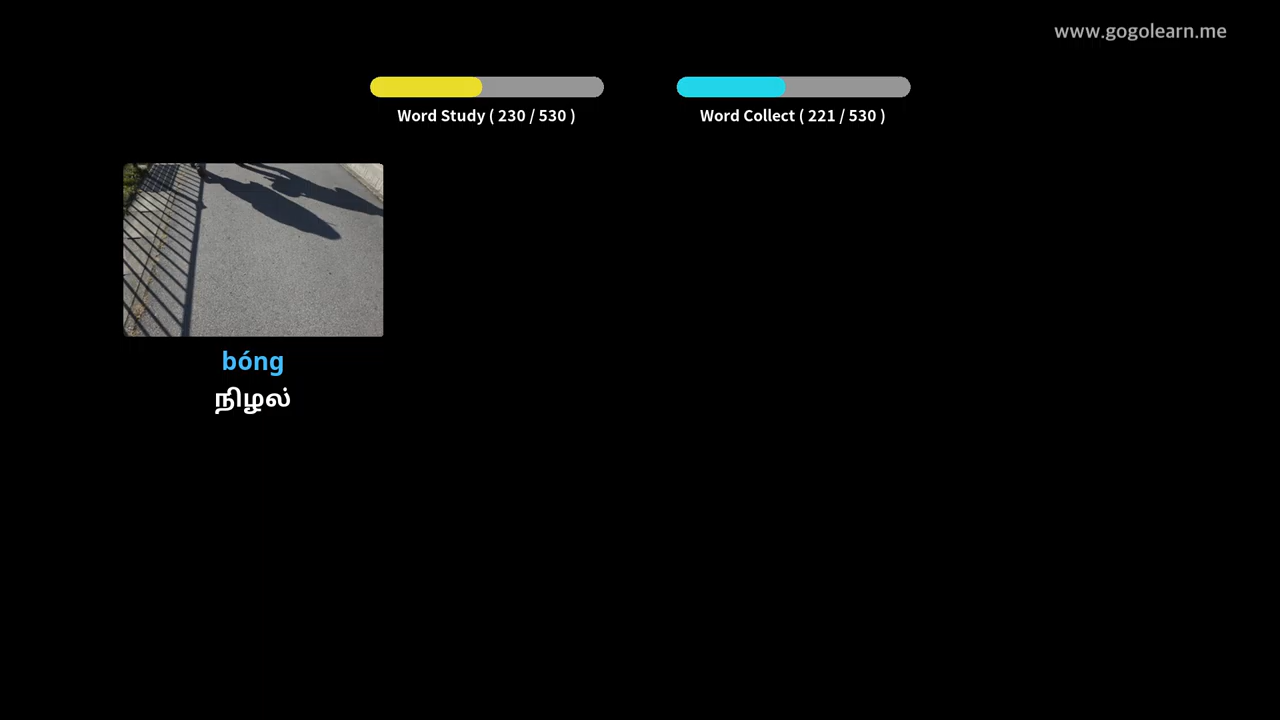 www.gogolearn.me
Word Study ( 230 / 530 )
Word Collect ( 221 / 530 )
bóng
நிழல்